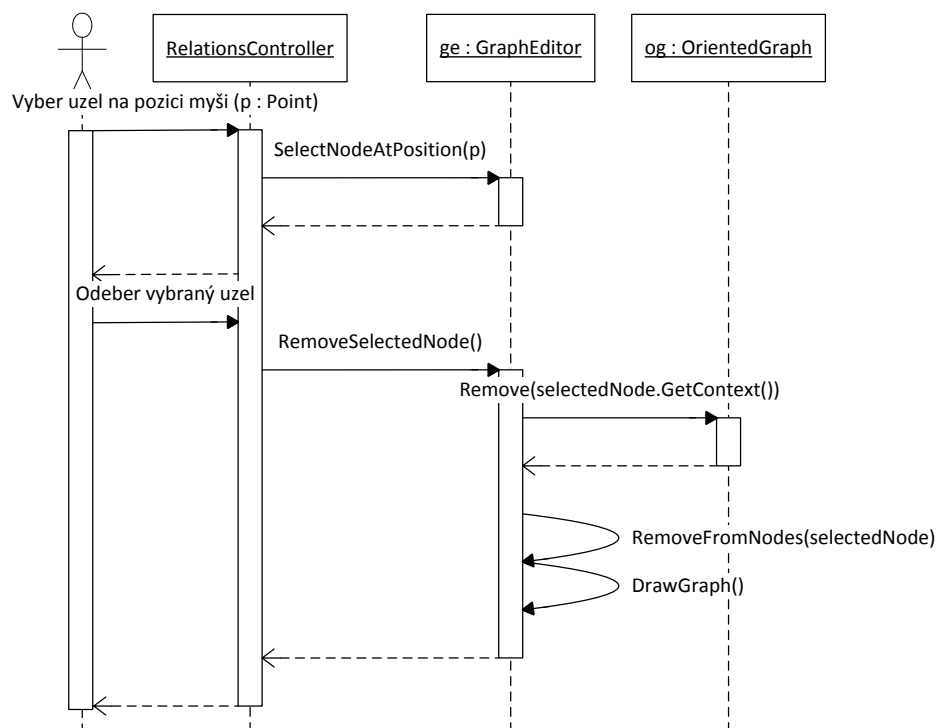 RelationsController
ge : GraphEditor
og : OrientedGraph
Vyber uzel na pozici myši (p : Point)
SelectNodeAtPosition(p)
Odeber vybraný uzel
RemoveSelectedNode()
Remove(selectedNode.GetContext())
RemoveFromNodes(selectedNode)
DrawGraph()